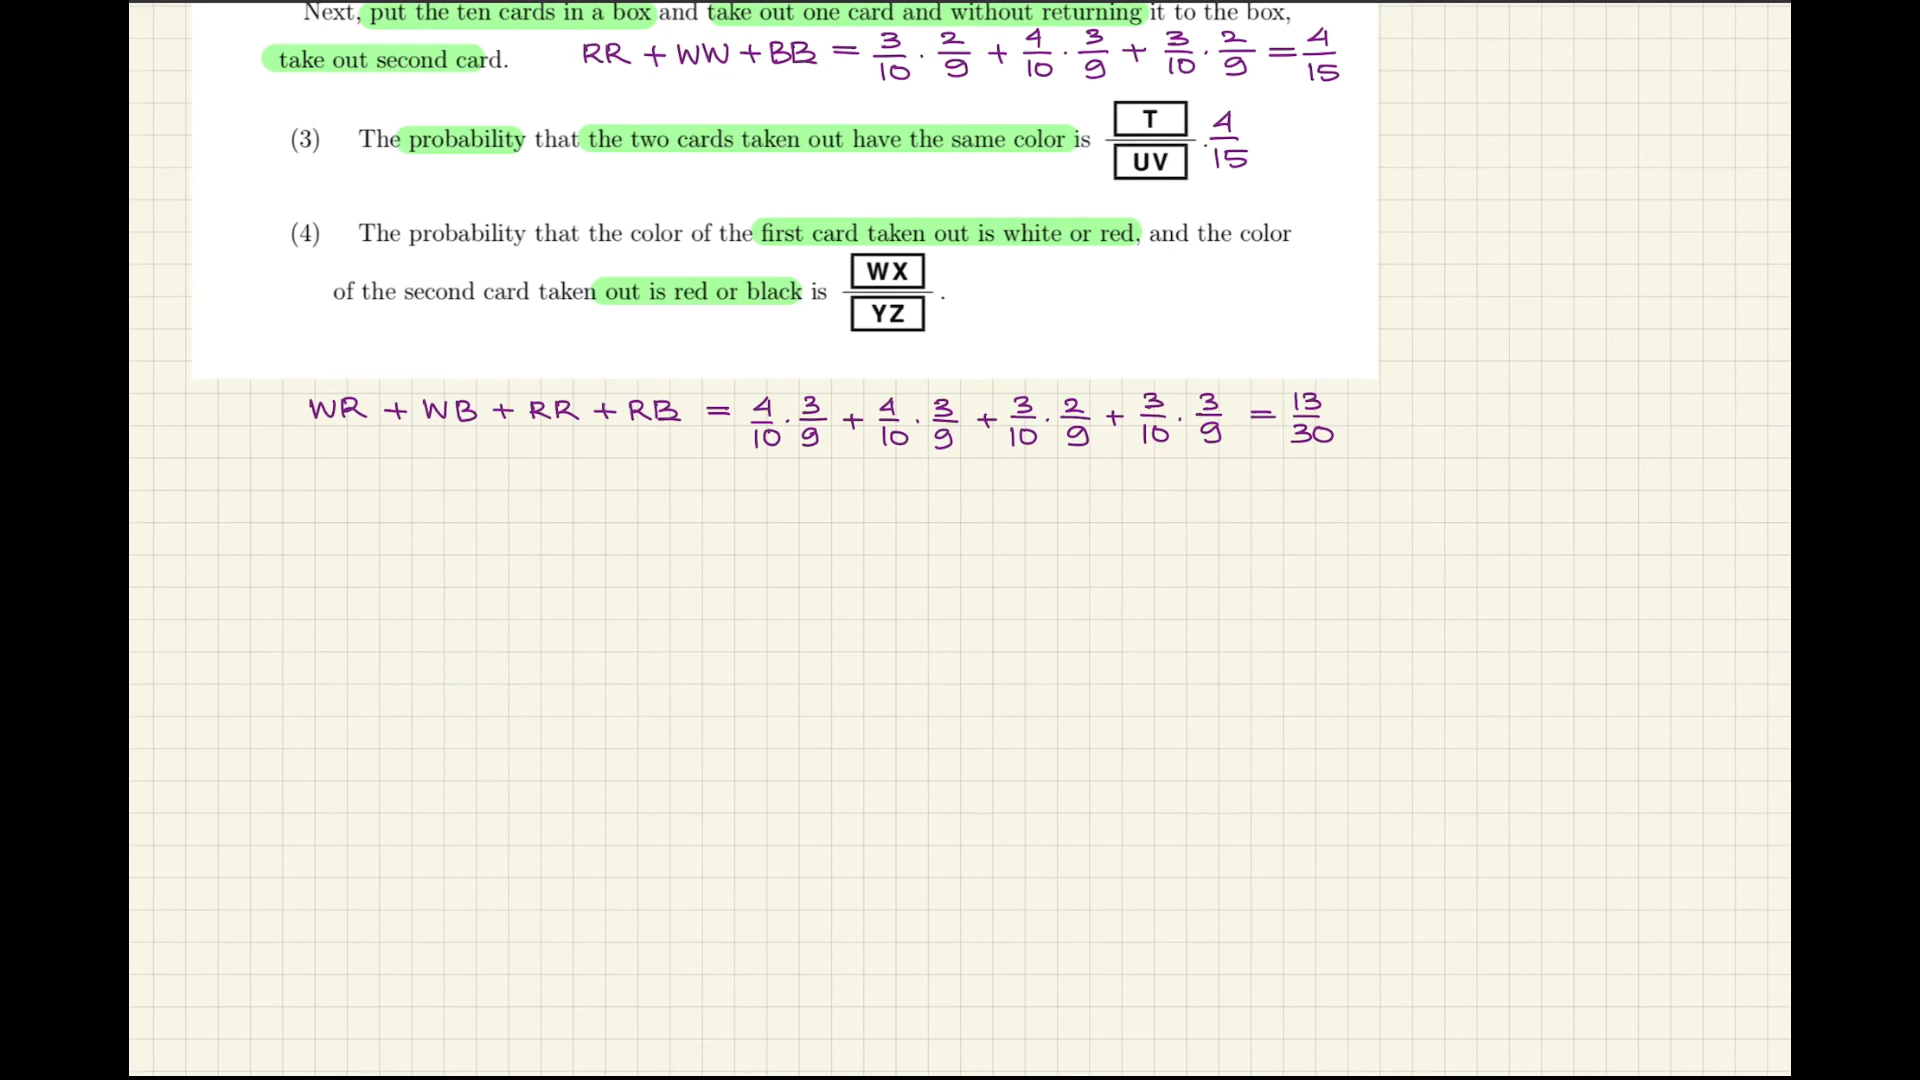 Next, put the ten cards in a box and take out one card and without returning it to the box,
take out second card. RR + WW + BB = 3/10 · 2/9 + 4/10 · 3/9 + 3/10 · 2/9 = 4/15
(3) The probability that the two cards taken out have the same color is T/UV . 4/15
(4) The probability that the color of the first card taken out is white or red, and the color
of the second card taken out is red or black is WX/YZ .
WR + WB + RR + RB = 4/10 · 3/9 + 4/10 · 3/9 + 3/10 · 2/9 + 3/10 · 3/9 = 13/30